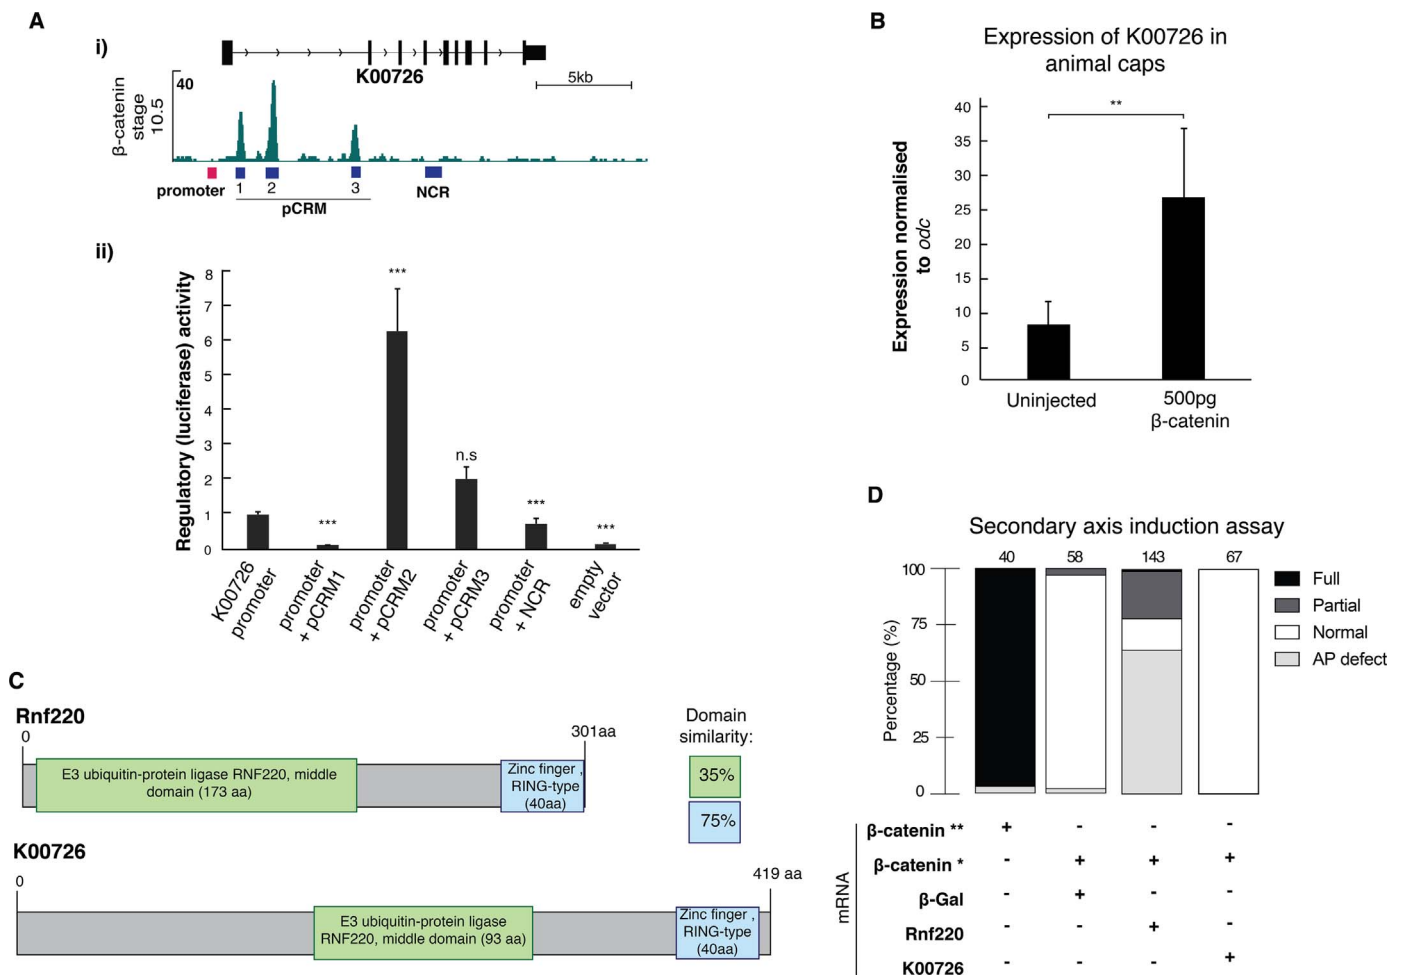 A
i)
K00726
5kb
β-catenin
stage
10.5
40
promoter
1
2
3
NCR
pCRM
ii)
Regulatory (luciferase) activity
8
7
6
5
4
3
2
1
0
***
***
n.s
***
***
K00726
promoter
promoter
+ pCRM1
promoter
+ pCRM2
promoter
+ pCRM3
promoter
+ NCR
empty
vector
B
Expression of K00726 in
animal caps
**
Expression normalised
to odc
40
35
30
25
20
15
10
5
0
Uninjected
500pg
β-catenin
C
Rnf220
0
301aa
E3 ubiquitin-protein ligase RNF220, middle
domain (173 aa)
Zinc finger ,
RING-type
(40aa)
Domain
similarity:
35%
75%
K00726
0
419 aa
E3 ubiquitin-protein ligase
RNF220, middle domain (93 aa)
Zinc finger ,
RING-type
(40aa)
D
Secondary axis induction assay
40 58 143 67
Percentage (%)
100
75
50
25
0
Full
Partial
Normal
AP defect
mRNA
β-catenin ** + - - -
β-catenin * - + + +
β-Gal - + - -
Rnf220 - - + -
K00726 - - - +